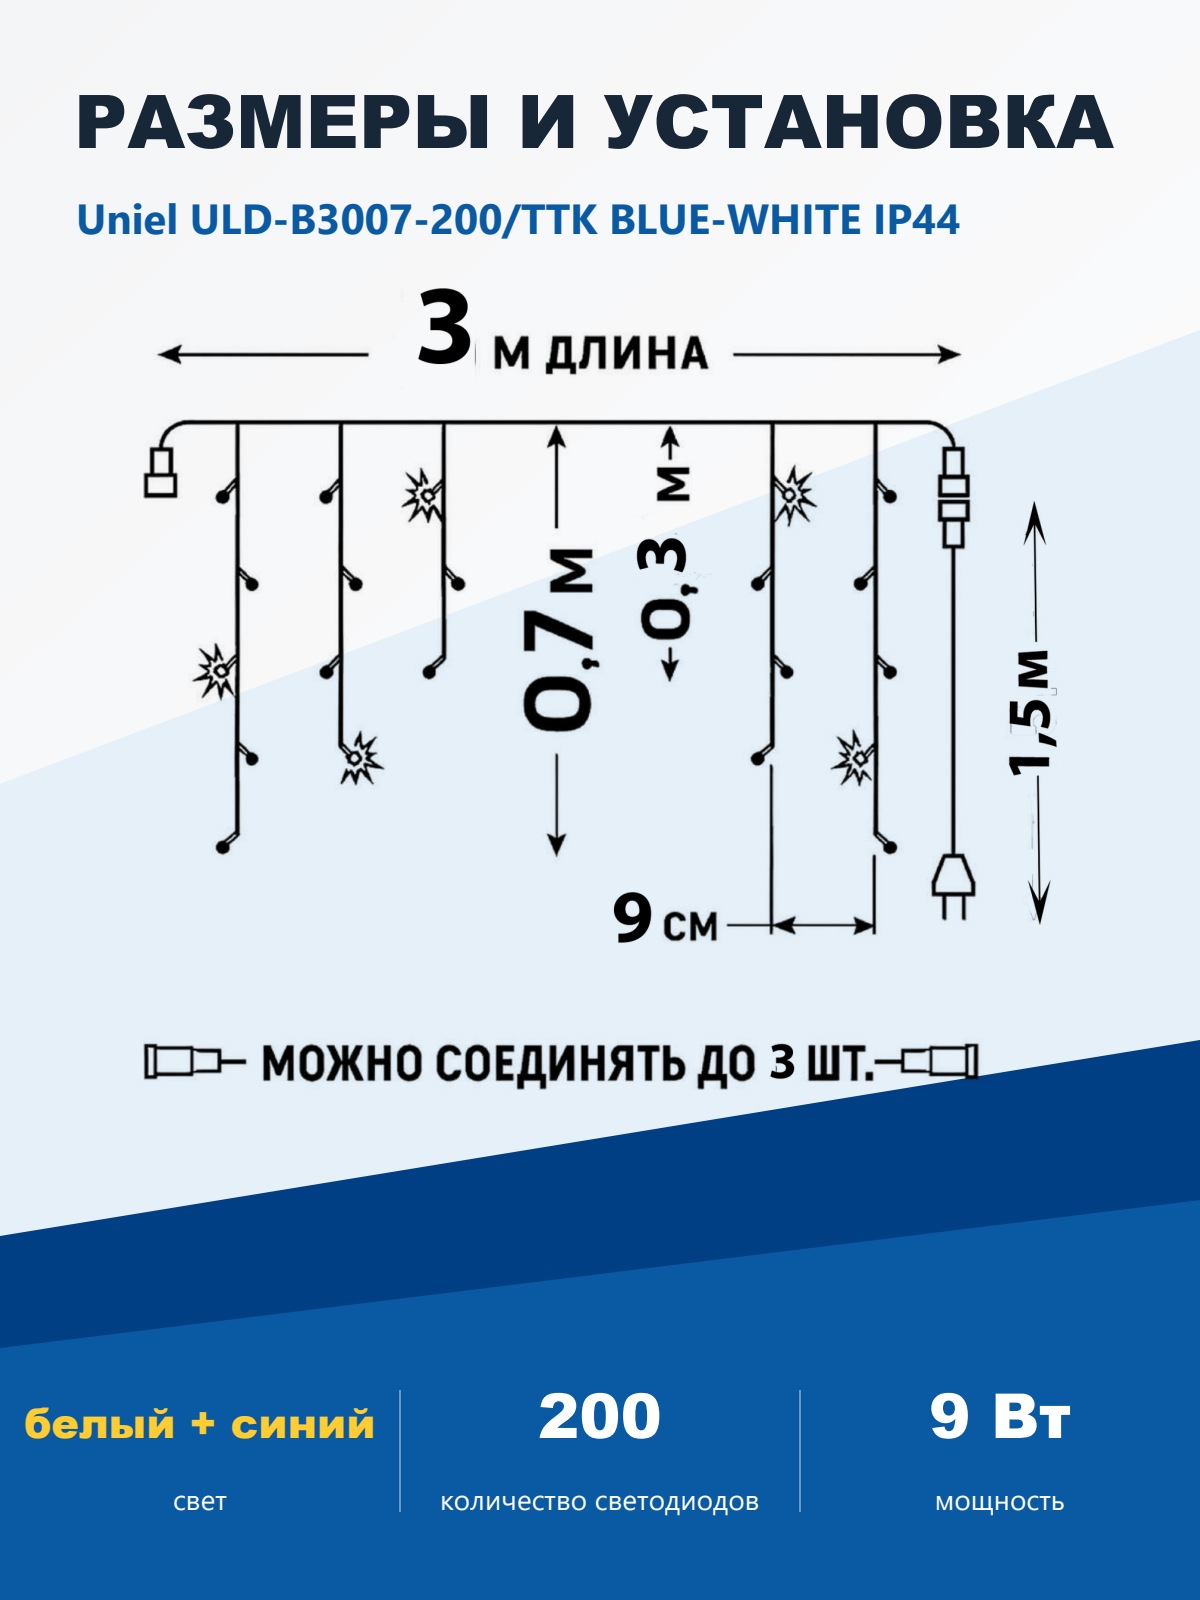 РАЗМЕРЫ И УСТАНОВКА
Uniel ULD-B3007-200/TTK BLUE-WHITE IP44
3 М ДЛИНА
0,7 М
0,3 М
1,5 м
9 СМ
МОЖНО СОЕДИНЯТЬ ДО 3 ШТ.
белый + синий
свет
200
количество светодиодов
9 Вт
мощность